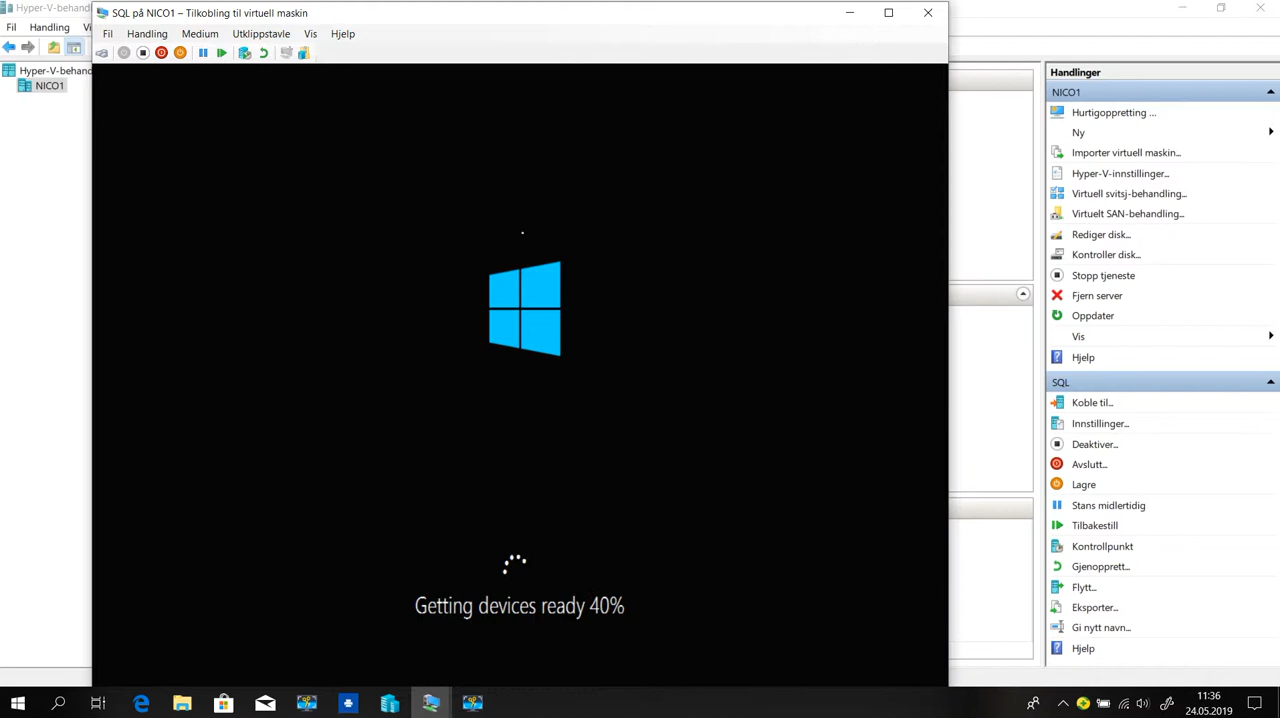 Hyper-V-behand
SQL på NICO1 – Tilkobling til virtuell maskin
Fil Handling Vi
Fil Handling Medium Utklippstavle Vis Hjelp
Hyper-V-behand
NICO1
Getting devices ready 40%
Handlinger
NICO1
Hurtigoppretting ...
Ny
Importer virtuell maskin...
Hyper-V-innstillinger...
Virtuell svitsj-behandling...
Virtuelt SAN-behandling...
Rediger disk...
Kontroller disk...
Stopp tjeneste
Fjern server
Oppdater
Vis
Hjelp
SQL
Koble til...
Innstillinger...
Deaktiver...
Avslutt...
Lagre
Stans midlertidig
Tilbakestill
Kontrollpunkt
Gjenopprett...
Flytt...
Eksporter...
Gi nytt navn...
Hjelp
11:36
24.05.2019